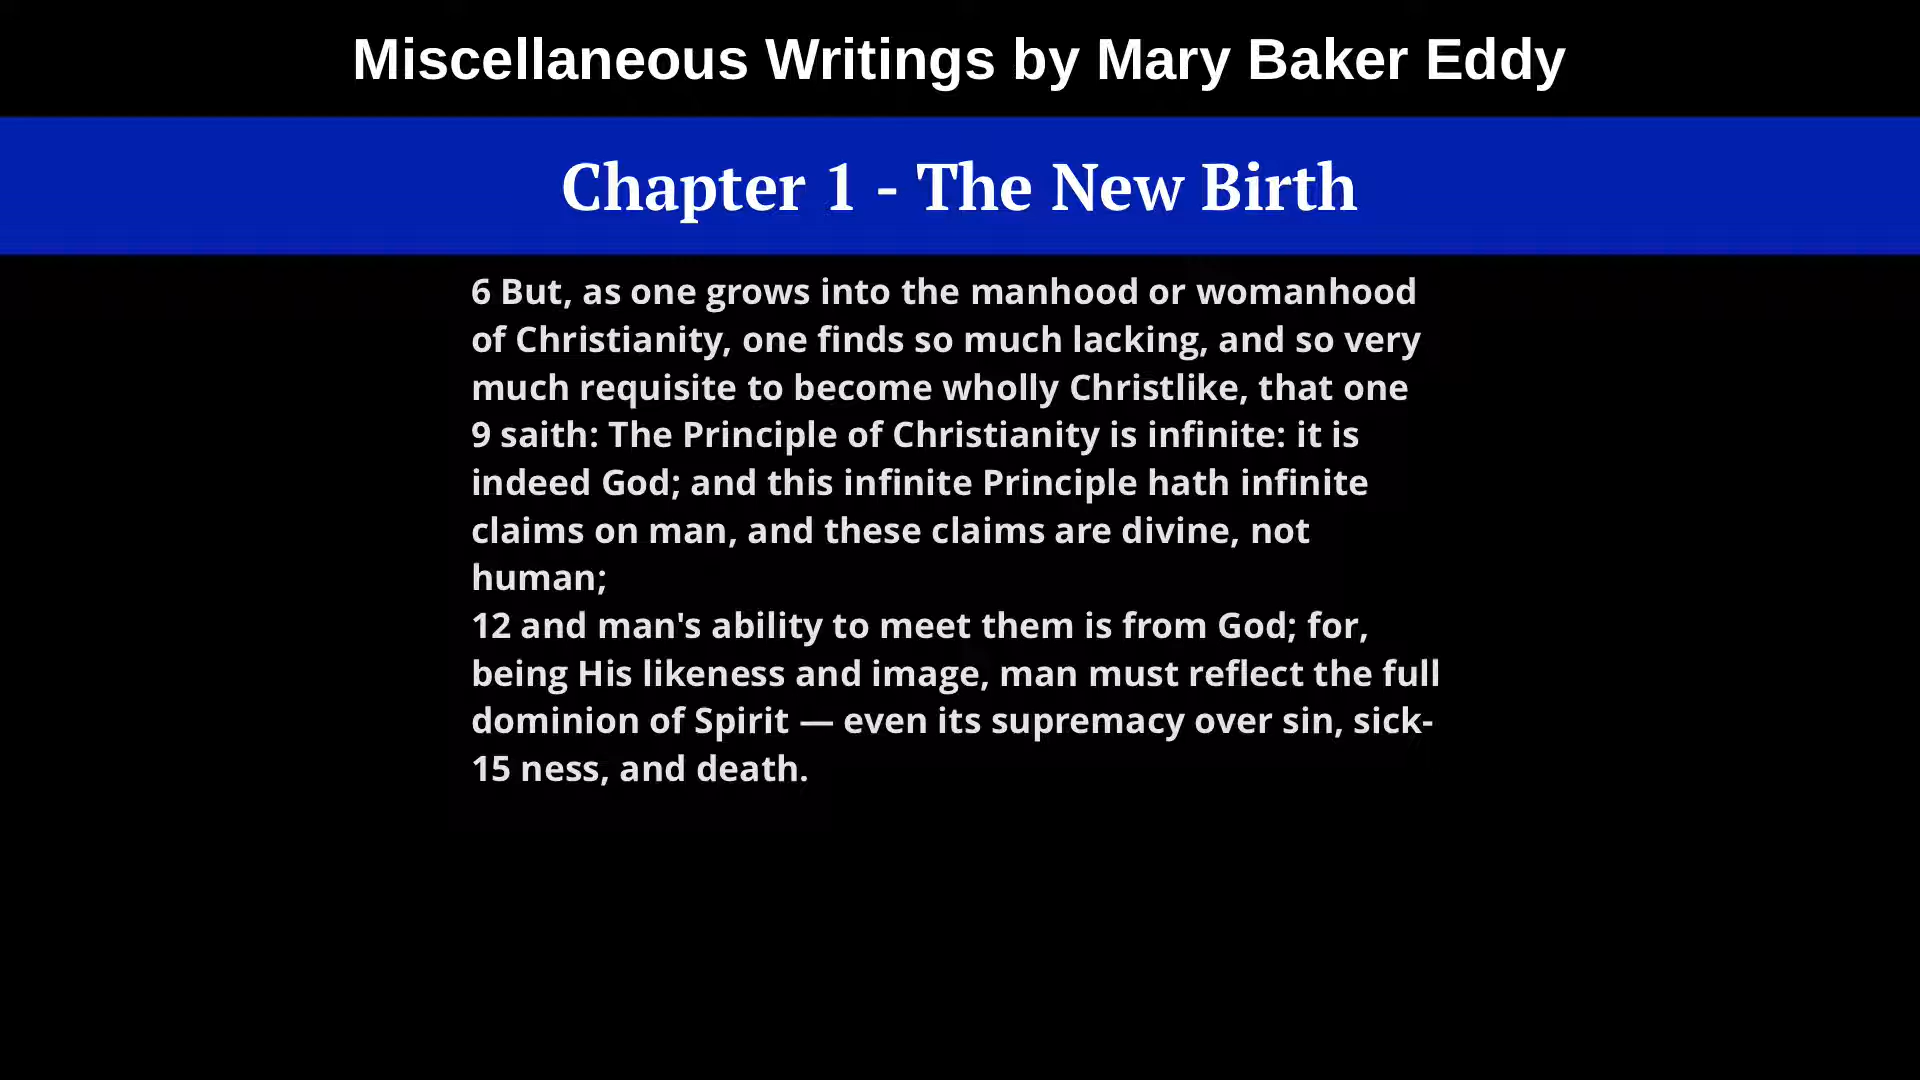 Miscellaneous Writings by Mary Baker Eddy
Chapter 1 - The New Birth
6 But, as one grows into the manhood or womanhood
of Christianity, one finds so much lacking, and so very
much requisite to become wholly Christlike, that one
9 saith: The Principle of Christianity is infinite: it is
indeed God; and this infinite Principle hath infinite
claims on man, and these claims are divine, not
human;
12 and man's ability to meet them is from God; for,
being His likeness and image, man must reflect the full
dominion of Spirit — even its supremacy over sin, sick-
15 ness, and death.